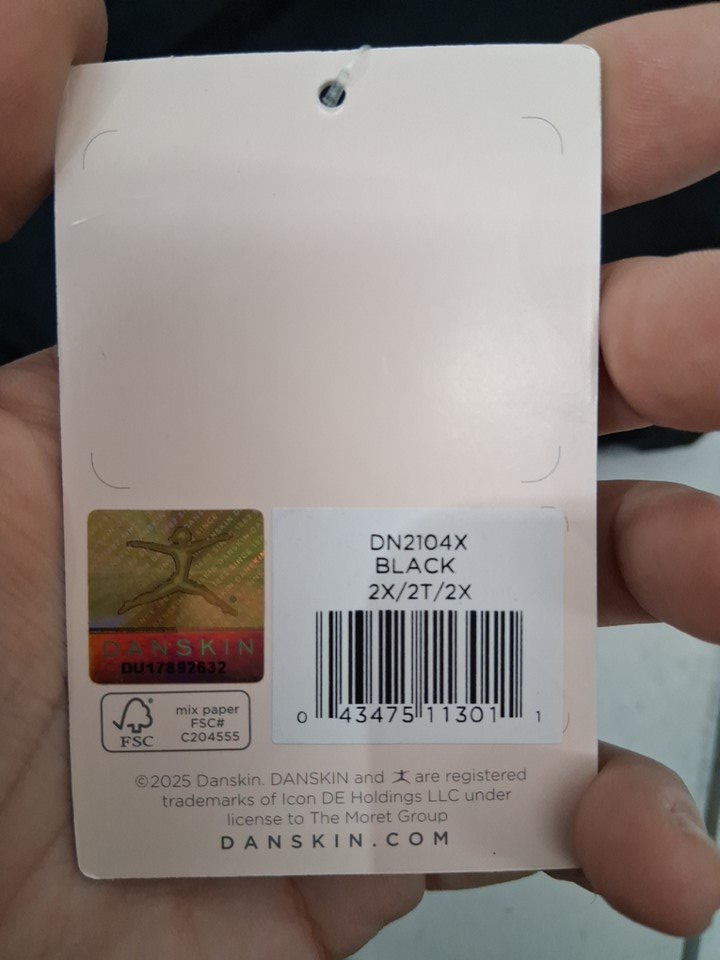 DN2104X
BLACK
2X/2T/2X
0 43475 11301 1
DANSKIN
DU17892632
mix paper
FSC#
C204555
FSC
©2025 Danskin. DANSKIN and are registered
trademarks of Icon DE Holdings LLC under
license to The Moret Group
DANSKIN.COM